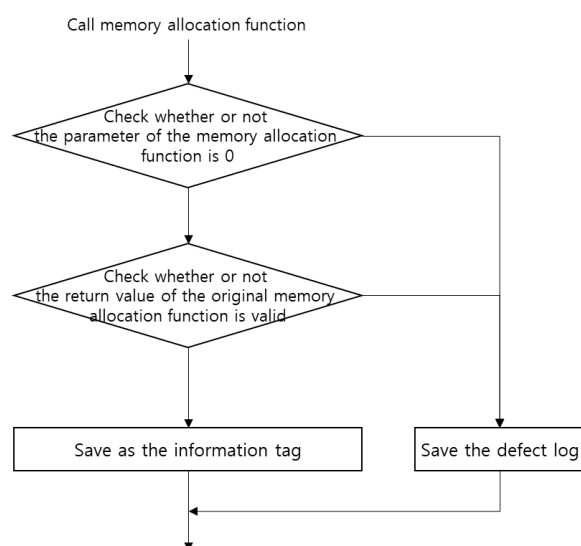 Call memory allocation function
Check whether or not
the parameter of the memory allocation
function is 0
Check whether or not
the return value of the original memory
allocation function is valid
Save as the information tag
Save the defect log